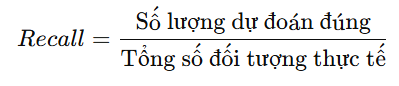 Recall = Số lượng dự đoán đúng / Tổng số đối tượng thực tế